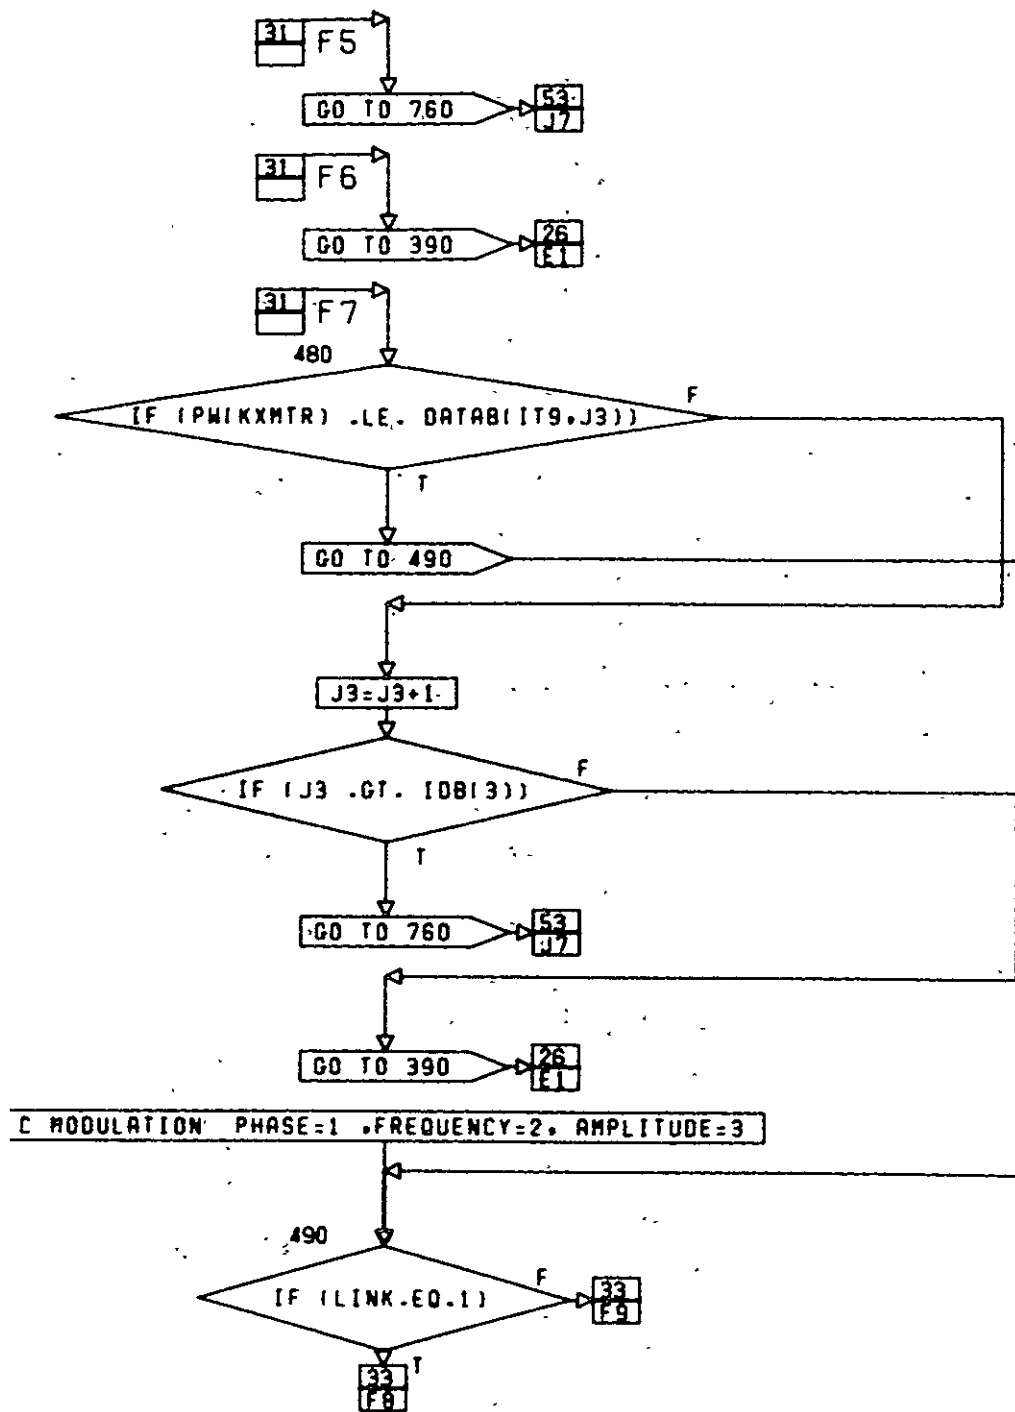 31 F5
GO TO 760
53
J7
31 F6
GO TO 390
26
E1
31 F7
480
IF (PW(KXMTR) .LE. DATAB(IT9,J3))
F
T
GO TO 490
J3=J3+1
IF (J3 .GT. IDB(3))
F
T
GO TO 760
53
J7
GO TO 390
26
E1
C MODULATION PHASE=1 ,FREQUENCY=2, AMPLITUDE=3
490
IF (LINK.EQ.1)
F
33
F9
T
33
F8